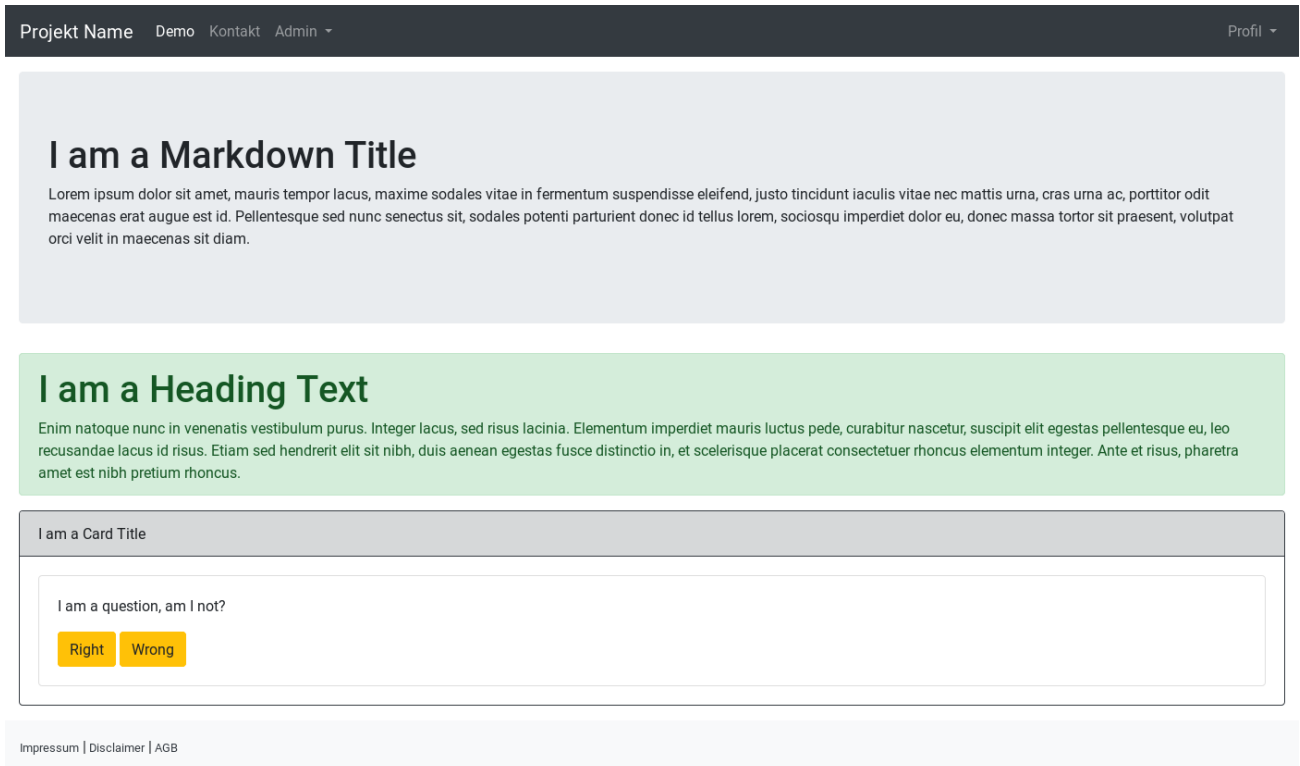 Projekt Name Demo Kontakt Admin Profil
I am a Markdown Title
Lorem ipsum dolor sit amet, mauris tempor lacus, maxime sodales vitae in fermentum suspendisse eleifend, justo tincidunt iaculis vitae nec mattis urna, cras urna ac, porttitor odit
maecenas erat augue est id. Pellentesque sed nunc senectus sit, sodales potenti parturient donec id tellus lorem, sociosqu imperdiet dolor eu, donec massa tortor sit praesent, volutpat
orci velit in maecenas sit diam.
I am a Heading Text
Enim natoque nunc in venenatis vestibulum purus. Integer lacus, sed risus lacinia. Elementum imperdiet mauris luctus pede, curabitur nascetur, suscipit elit egestas pellentesque eu, leo
recusandae lacus id risus. Etiam sed hendrerit elit sit nibh, duis aenean egestas fusce distinctio in, et scelerisque placerat consectetuer rhoncus elementum integer. Ante et risus, pharetra
amet est nibh pretium rhoncus.
I am a Card Title
I am a question, am I not?
Right Wrong
Impressum | Disclaimer | AGB